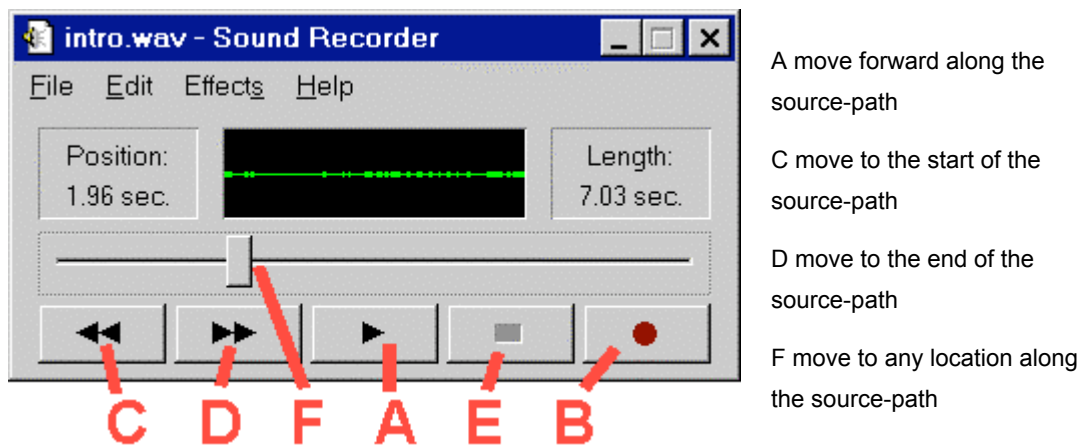 intro.wav - Sound Recorder
File Edit Effects Help
Position:
1.96 sec.
Length:
7.03 sec.
C D F A E B
A move forward along the
source-path
C move to the start of the
source-path
D move to the end of the
source-path
F move to any location along
the source-path